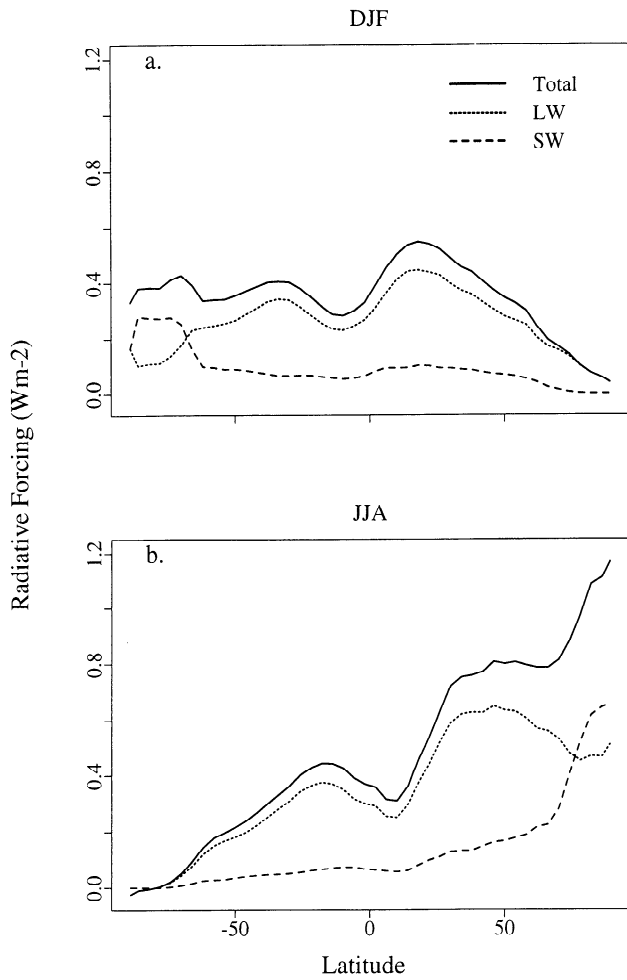 DJF
a.
Total
LW
SW
1.2
0.8
0.4
0.0
Radiative Forcing (Wm-2)
JJA
b.
1.2
0.8
0.4
0.0
-50
0
50
Latitude